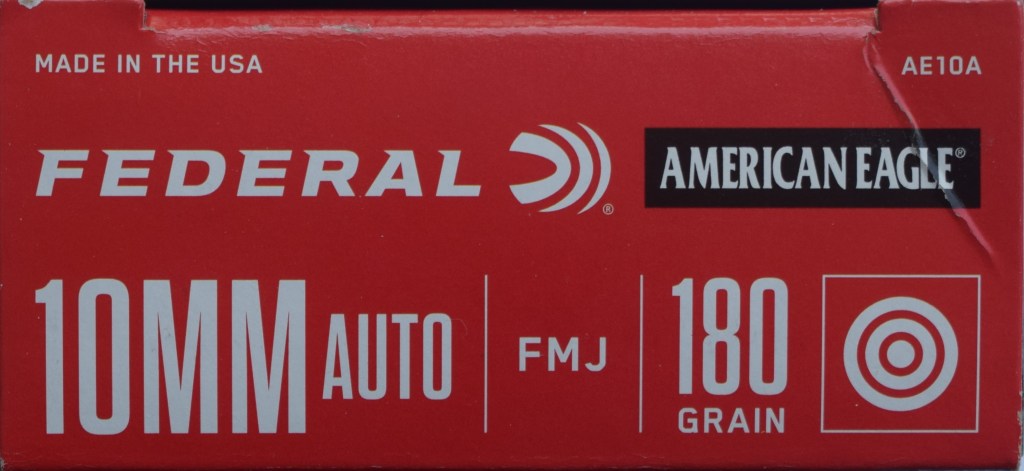 MADE IN THE USA
AE10A
FEDERAL ®
AMERICAN EAGLE®
10MM AUTO
FMJ
180
GRAIN